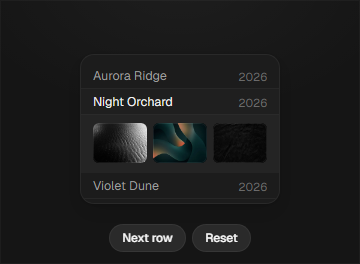 Aurora Ridge 2026
Night Orchard 2026
Violet Dune 2026
Next row Reset